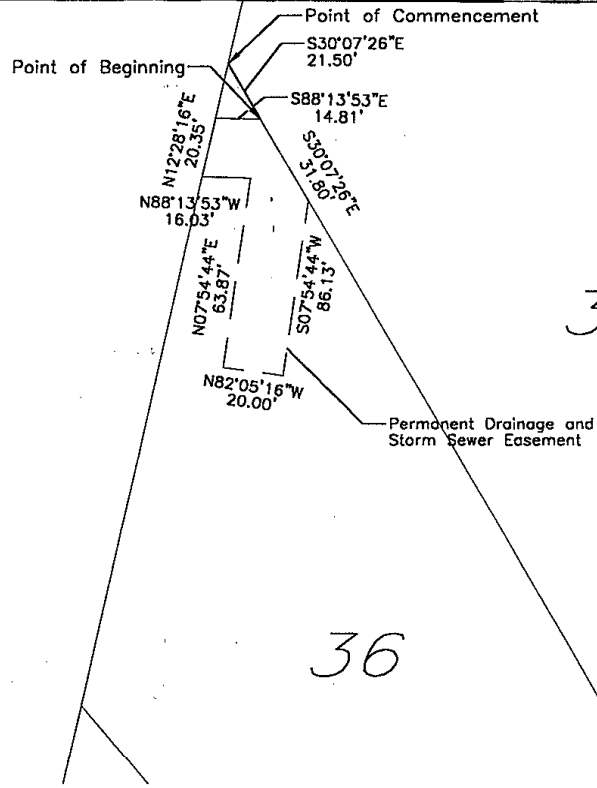 Point of Commencement
S30°07'26"E
21.50'
Point of Beginning
S88°13'53"E
14.81'
N12°28'16"E
20.35'
S30°07'26"E
31.80'
N88°13'53"W
16.03'
N07°54'44"E
63.87'
S07°54'44"W
86.13'
3
N82°05'16"W
20.00'
Permanent Drainage and
Storm Sewer Easement
36